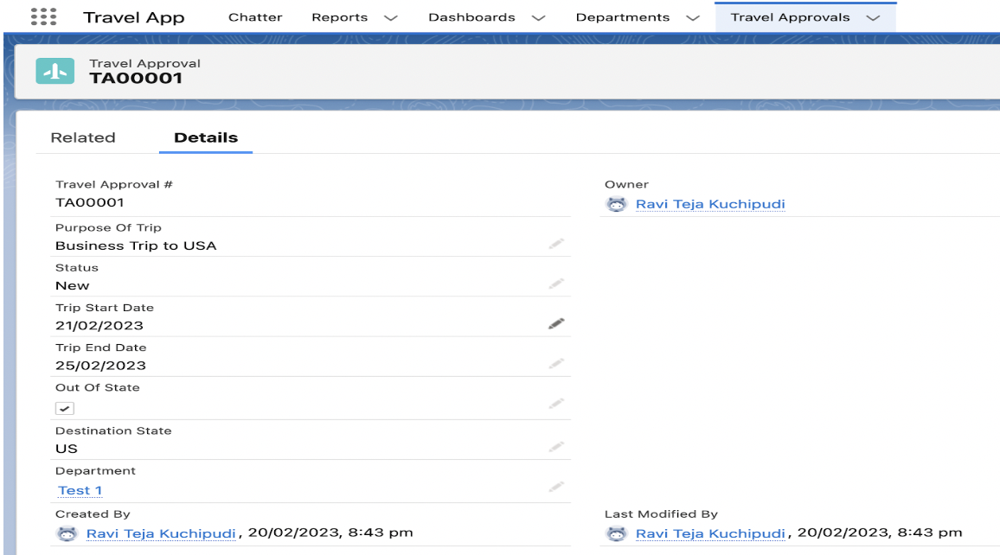 Travel App Chatter Reports Dashboards Departments Travel Approvals
Travel Approval
TA00001
Related Details
Travel Approval #
TA00001
Owner
Ravi Teja Kuchipudi
Purpose Of Trip
Business Trip to USA
Status
New
Trip Start Date
21/02/2023
Trip End Date
25/02/2023
Out Of State
Destination State
US
Department
Test 1
Created By
Ravi Teja Kuchipudi, 20/02/2023, 8:43 pm
Last Modified By
Ravi Teja Kuchipudi, 20/02/2023, 8:43 pm